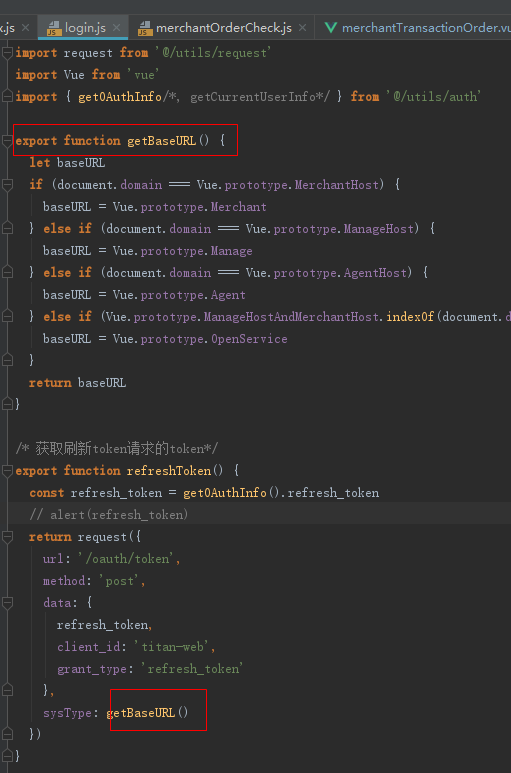 x.js × login.js × merchantOrderCheck.js × merchantTransactionOrder.vu
import request from '@/utils/request'
import Vue from 'vue'
import { getOAuthInfo/*, getCurrentUserInfo*/ } from '@/utils/auth'
export function getBaseURL() {
let baseURL
if (document.domain === Vue.prototype.MerchantHost) {
baseURL = Vue.prototype.Merchant
} else if (document.domain === Vue.prototype.ManageHost) {
baseURL = Vue.prototype.Manage
} else if (document.domain === Vue.prototype.AgentHost) {
baseURL = Vue.prototype.Agent
} else if (Vue.prototype.ManageHostAndMerchantHost.indexOf(document.d
baseURL = Vue.prototype.OpenService
}
return baseURL
}
/* 获取刷新token请求的token*/
export function refreshToken() {
const refresh_token = getOAuthInfo().refresh_token
// alert(refresh_token)
return request({
url: '/oauth/token',
method: 'post',
data: {
refresh_token,
client_id: 'titan-web',
grant_type: 'refresh_token'
},
sysType: getBaseURL()
})
}